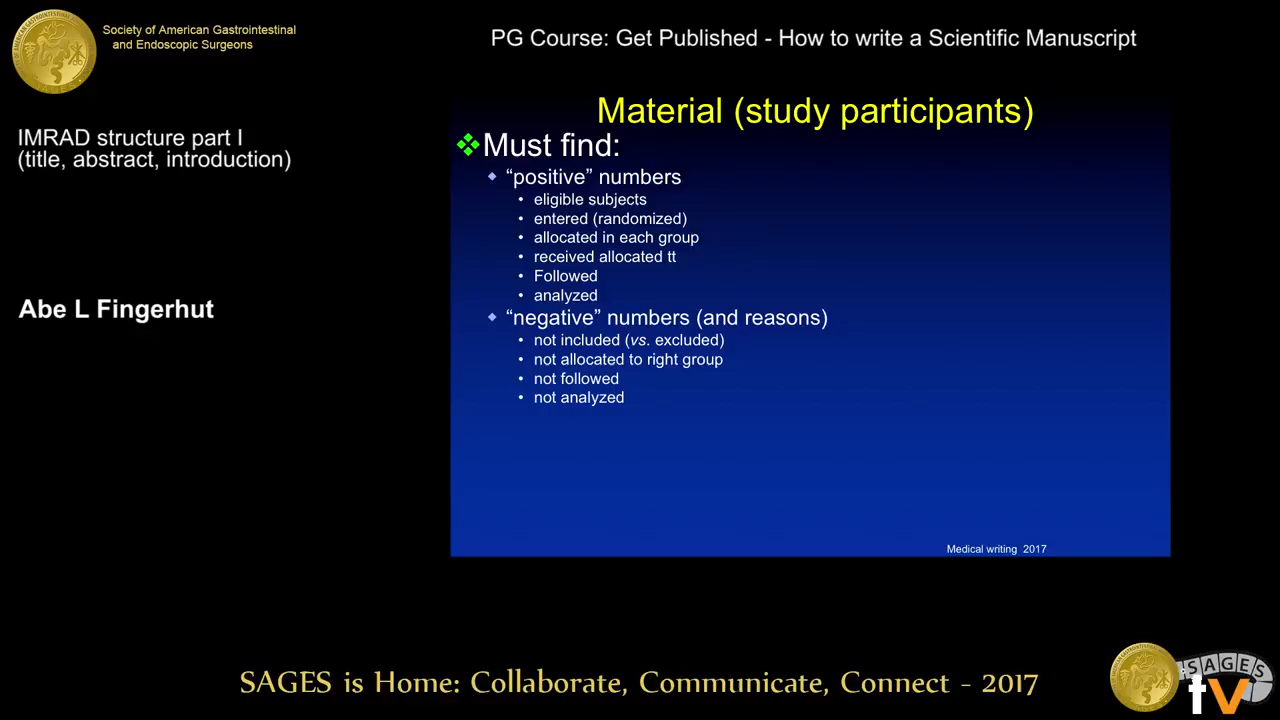 Society of American Gastrointestinal
and Endoscopic Surgeons
PG Course: Get Published - How to write a Scientific Manuscript
IMRAD structure part I
(title, abstract, introduction)
Abe L Fingerhut
Material (study participants)
Must find:
“positive” numbers
eligible subjects
entered (randomized)
allocated in each group
received allocated tt
Followed
analyzed
“negative” numbers (and reasons)
not included (vs. excluded)
not allocated to right group
not followed
not analyzed
Medical writing 2017
SAGES is Home: Collaborate, Communicate, Connect - 2017
SAGES
tv